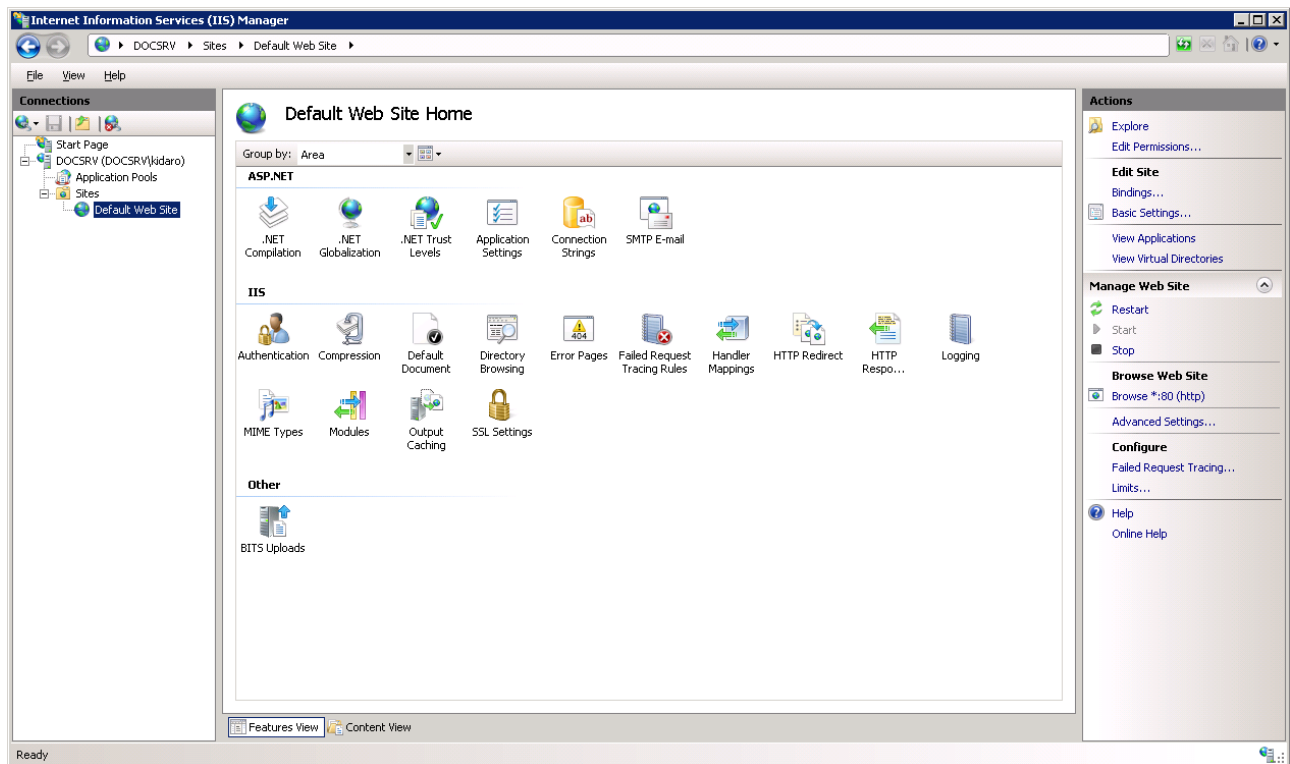 Internet Information Services (IIS) Manager
DOCSRV Sites Default Web Site
File View Help
Connections
Start Page
DOCSRV (DOCSRV\kidaro)
Application Pools
Sites
Default Web Site
Default Web Site Home
Group by: Area
ASP.NET
.NET Compilation
.NET Globalization
.NET Trust Levels
Application Settings
Connection Strings
SMTP E-mail
IIS
Authentication
Compression
Default Document
Directory Browsing
404
Error Pages
Failed Request Tracing Rules
Handler Mappings
HTTP Redirect
HTTP Respo...
Logging
MIME Types
Modules
Output Caching
SSL Settings
Other
BITS Uploads
Features View Content View
Actions
Explore
Edit Permissions...
Edit Site
Bindings...
Basic Settings...
View Applications
View Virtual Directories
Manage Web Site
Restart
Start
Stop
Browse Web Site
Browse *:80 (http)
Advanced Settings...
Configure
Failed Request Tracing...
Limits...
Help
Online Help
Ready